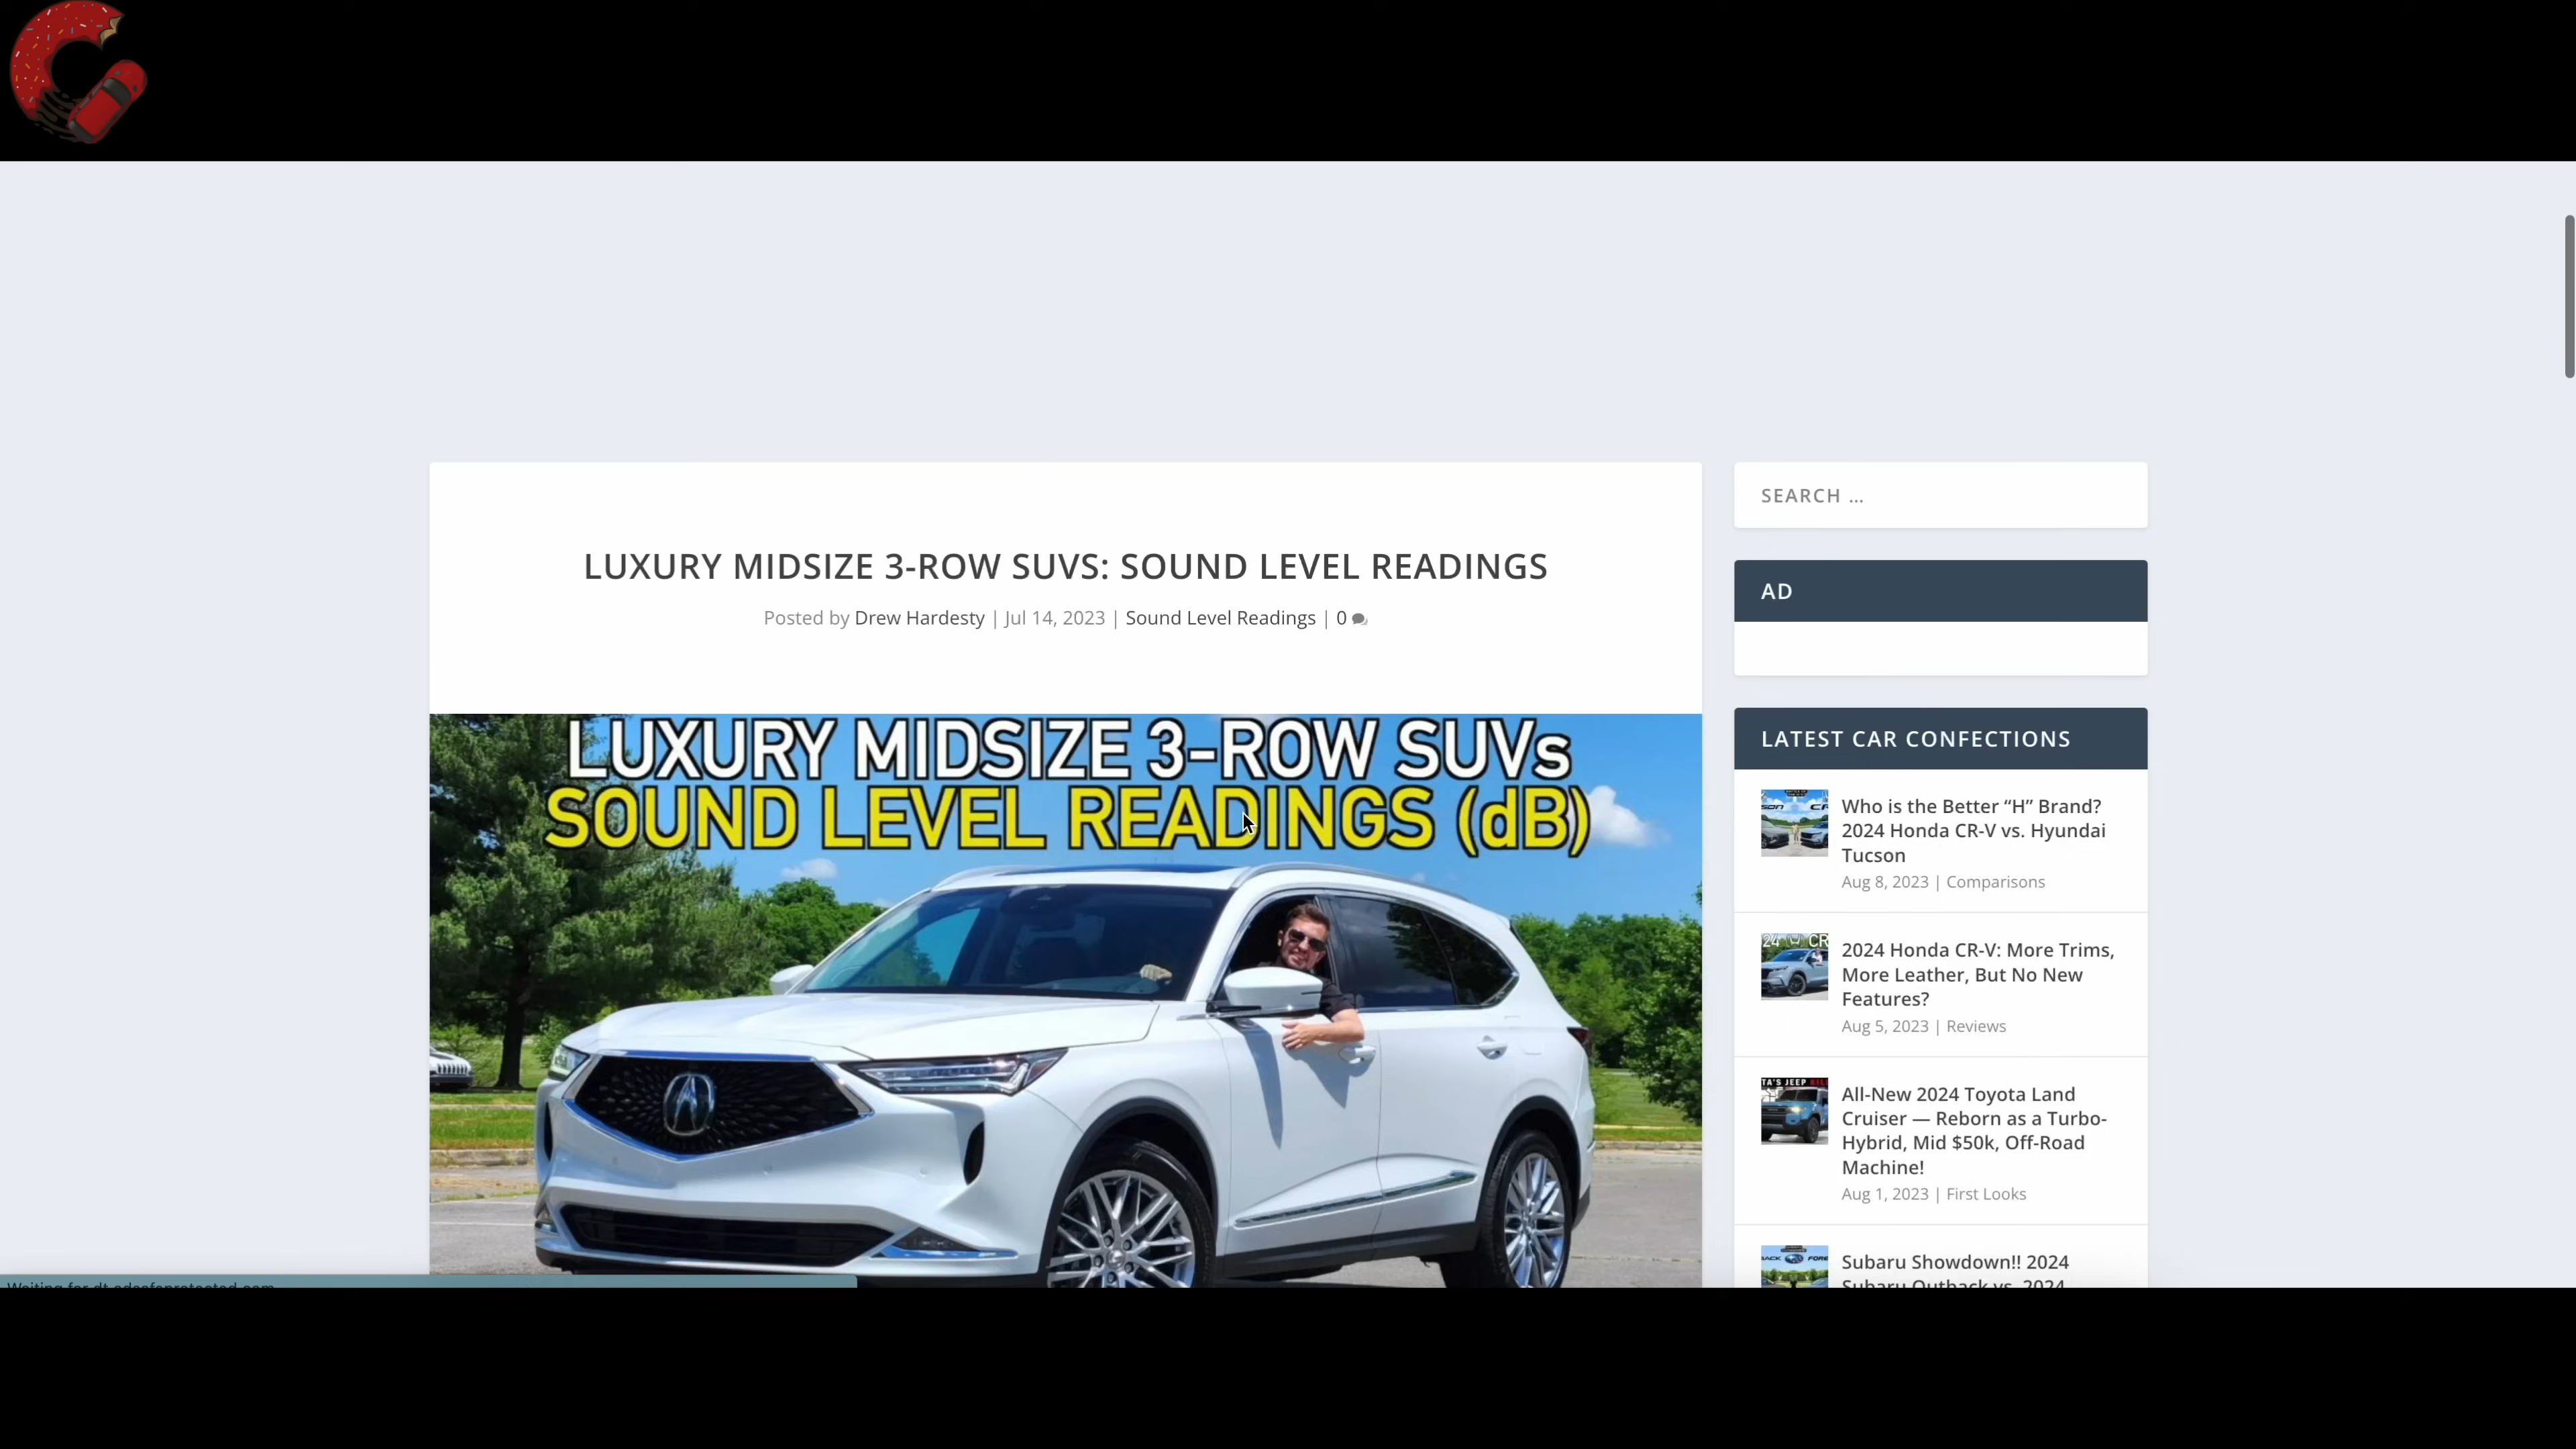 LUXURY MIDSIZE 3-ROW SUVS: SOUND LEVEL READINGS
Posted by Drew Hardesty | Jul 14, 2023 | Sound Level Readings | 0
LUXURY MIDSIZE 3-ROW SUVs
SOUND LEVEL READINGS (dB)
SEARCH …
AD
LATEST CAR CONFECTIONS
Who is the Better “H” Brand?
2024 Honda CR-V vs. Hyundai
Tucson
Aug 8, 2023 | Comparisons
2024 Honda CR-V: More Trims,
More Leather, But No New
Features?
Aug 5, 2023 | Reviews
All-New 2024 Toyota Land
Cruiser — Reborn as a Turbo-
Hybrid, Mid $50k, Off-Road
Machine!
Aug 1, 2023 | First Looks
Subaru Showdown!! 2024
Subaru Outback vs. 2024